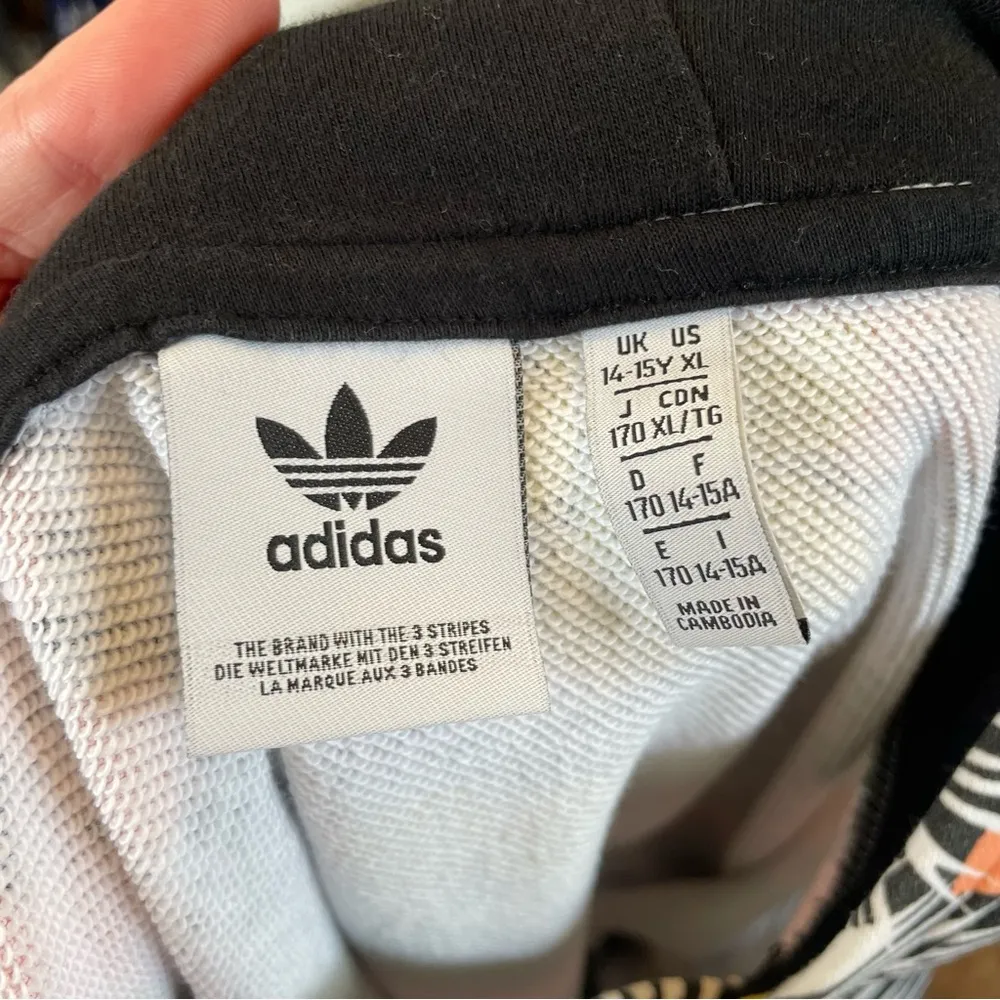 adidas
THE BRAND WITH THE 3 STRIPES
DIE WELTMARKE MIT DEN 3 STREIFEN
LA MARQUE AUX 3 BANDES
UK US
14-15Y XL
J CDN
170 XL/TG
D F
170 14-15A
E I
170 14-15A
MADE IN
CAMBODIA